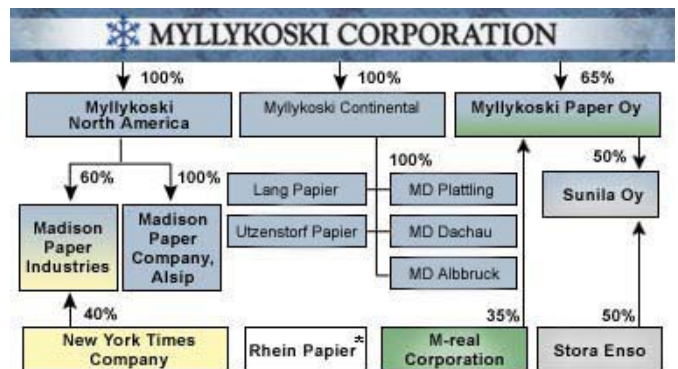 MYLLYKOSKI CORPORATION
100%
100%
65%
Myllykoski
North America
Myllykoski Continental
Myllykoski Paper Oy
60%
100%
100%
50%
Lang Papier
MD Plattling
Sunila Oy
Madison
Paper
Industries
Madison
Paper
Company,
Alsip
Utzenstorf Papier
MD Dachau
MD Albbruck
40%
35%
50%
New York Times
Company
Rhein Papier*
M-real
Corporation
Stora Enso